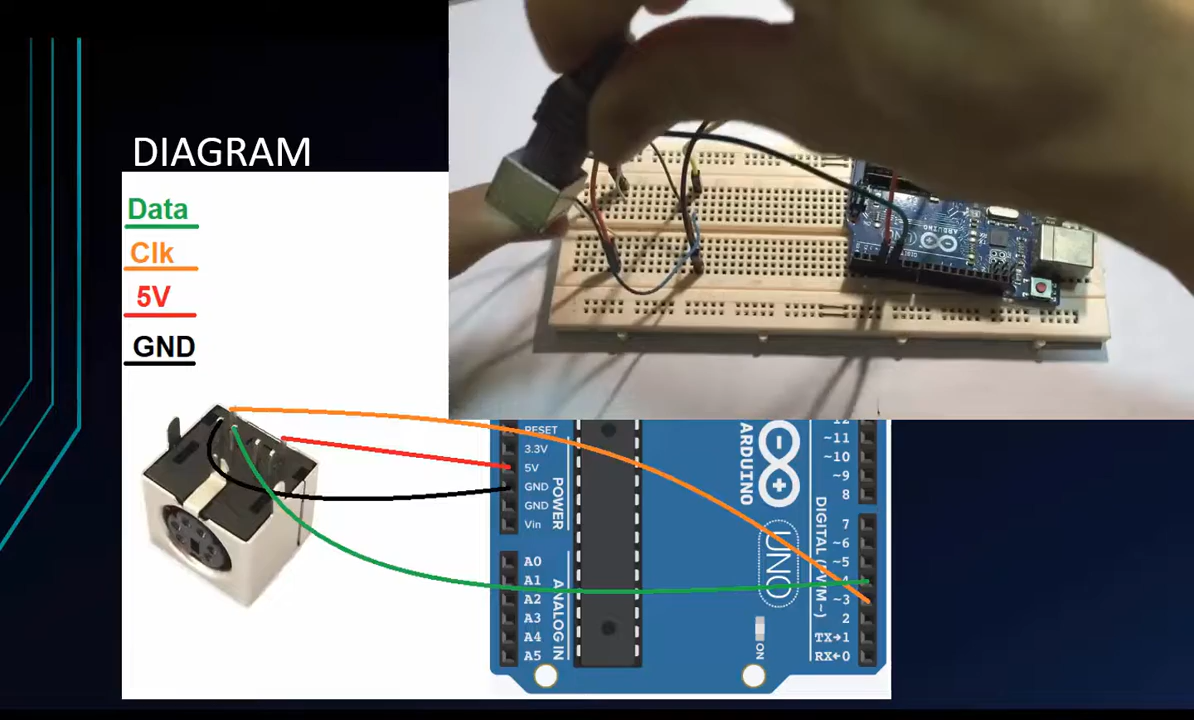 DIAGRAM
Data
Clk
5V
GND
RESET
3.3V
5V
GND
GND
Vin
POWER
A0
A1
A2
A3
A4
A5
ANALOG IN
ARDUINO
UNO
ON
DIGITAL (PWM~)
~11
~10
~9
8
7
~6
~5
4
~3
2
TX→1
RX←0
ARDUINO